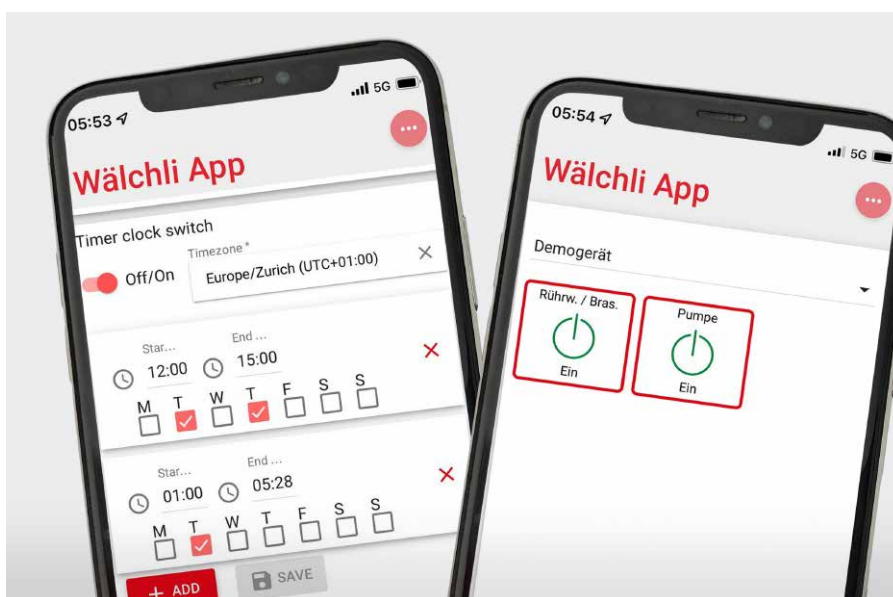 05:53
5G
Wälchli App
Timer clock switch
Off/On
Timezone *
Europe/Zurich (UTC+01:00)
Star... End ...
12:00 15:00
M T W T F S S
Star... End ...
01:00 05:28
M T W T F S S
+ ADD SAVE
05:54
5G
Wälchli App
Demogerät
Rührw. / Bras. Pumpe
Ein Ein